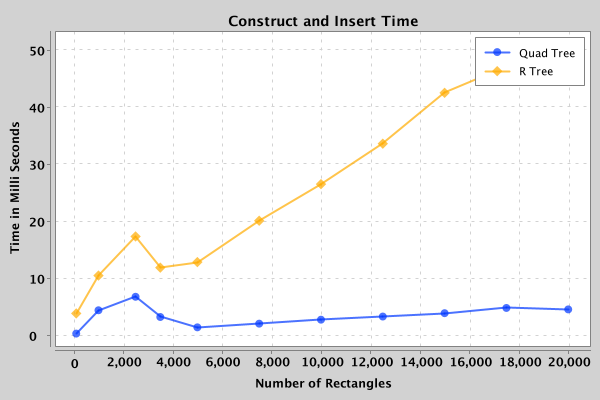 Construct and Insert Time
Quad Tree
R Tree
Time in Milli Seconds
50
40
30
20
10
0
0 2,000 4,000 6,000 8,000 10,000 12,000 14,000 16,000 18,000 20,000
Number of Rectangles